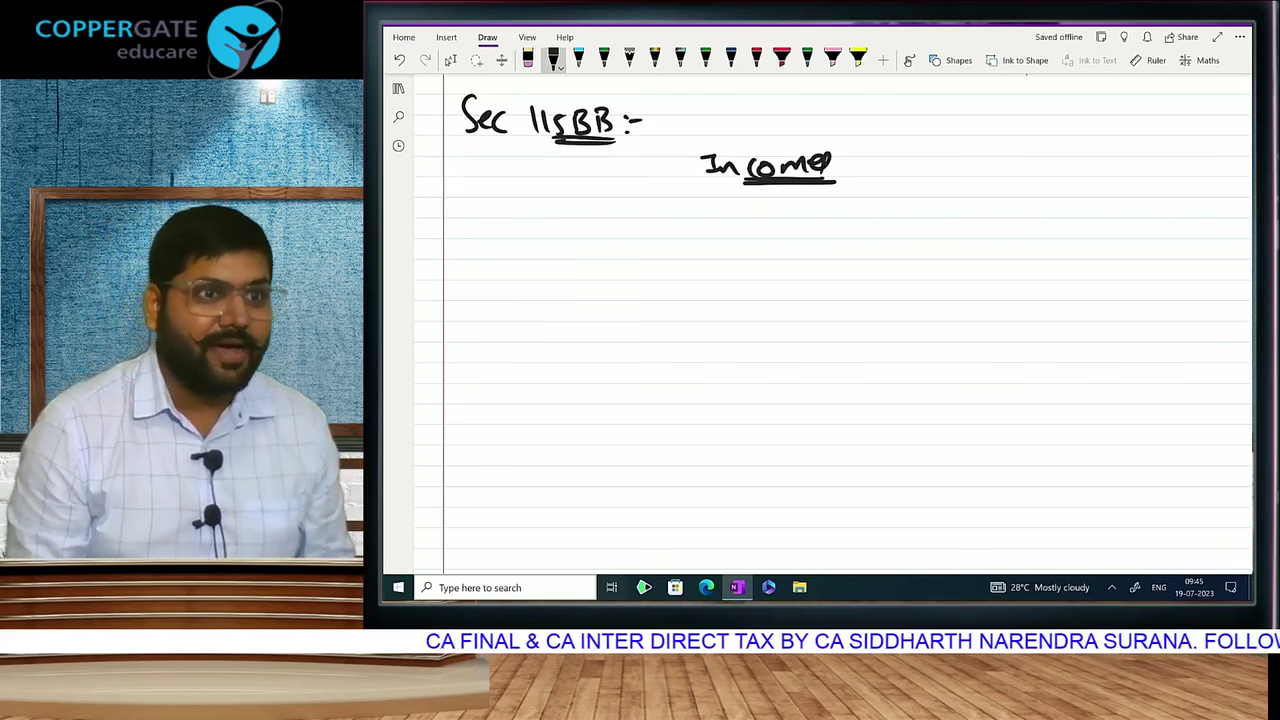 COPPERGATE
educare
Home Insert Draw View Help
Saved offline
Share
Shapes
Ink to Shape
Ink to Text
Ruler
Maths
Sec 115BB:-
Income
Type here to search
28°C Mostly cloudy
ENG
09:45
19-07-2023
CA FINAL & CA INTER DIRECT TAX BY CA SIDDHARTH NARENDRA SURANA. FOLLOW